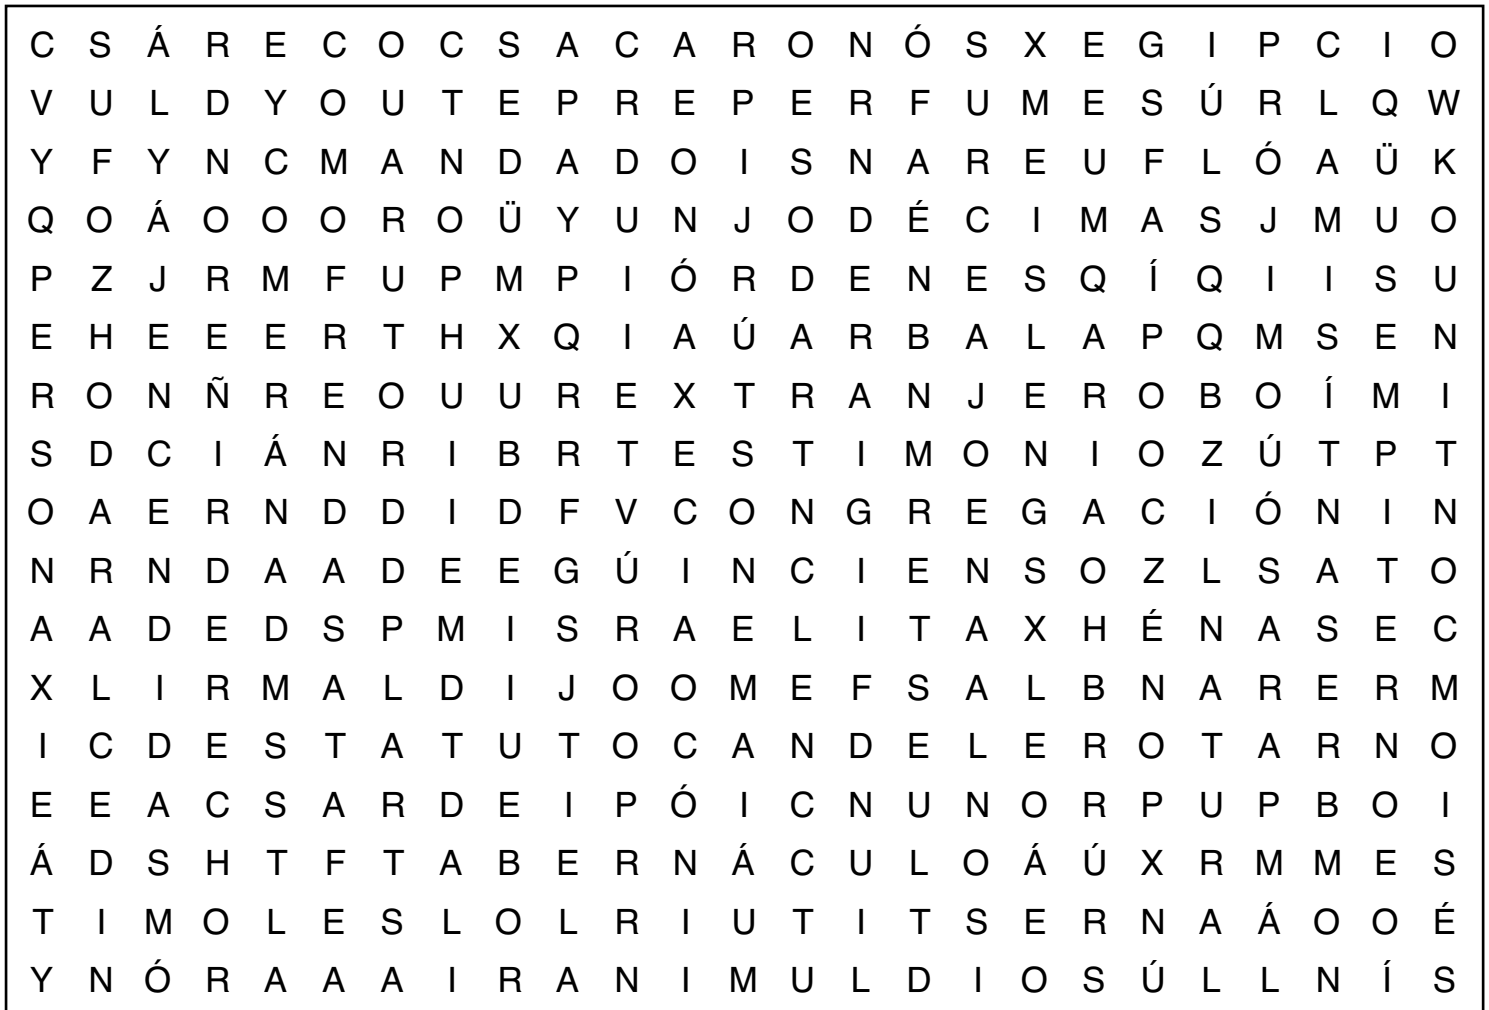 C S Á R E C O C S A C A R O N Ó S X E G I P C I O
V U L D Y O U T E P R E P E R F U M E S Ú R L Q W
Y F Y N C M A N D A D O I S N A R E U F L Ó A Ü K
Q O Á O O O R O Ü Y U N J O D É C I M A S J M U O
P Z J R M F U P M P I Ó R D E N E S Q Í Q I I S U
E H E E E R T H X Q I A Ú A R B A L A P Q M S E N
R O N Ñ R E O U U R E X T R A N J E R O B O Í M I
S D C I Á N R I B R T E S T I M O N I O Z Ú T P T
O A E R N D D I D F V C O N G R E G A C I Ó N I N
N R N D A A D E E G Ú I N C I E N S O Z L S A T O
A A D E D S P M I S R A E L I T A X H É N A S E C
X L I R M A L D I J O O M E F S A L B N A R E R M
I C D E S T A T U T O C A N D E L E R O T A R N O
E E A C S A R D E I P Ó I C N U N O R P U P B O I
Á D S H T F T A B E R N Á C U L O Á Ú X R M M E S
T I M O L E S L O L R I U T I T S E R N A Á O O É
Y N Ó R A A A I R A N I M U L D I O S Ú L L N Í S